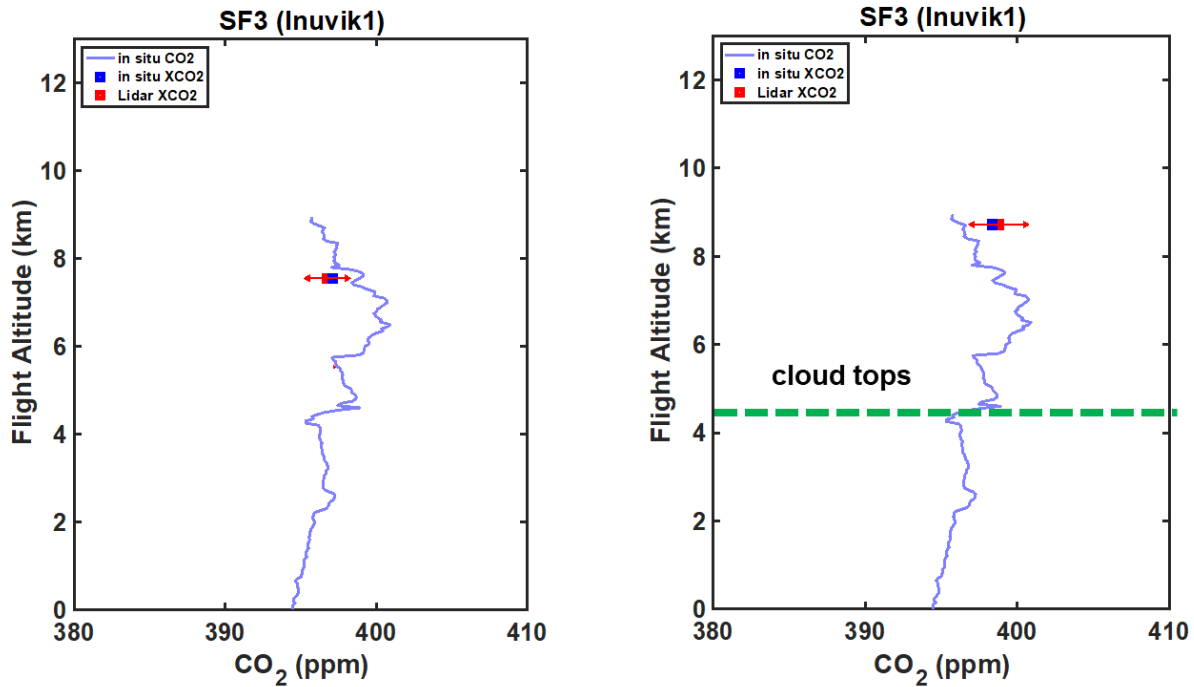 SF3 (Inuvik1)
in situ CO2
in situ XCO2
Lidar XCO2
12
10
8
6
4
2
0
380
390
400
410
Flight Altitude (km)
CO2 (ppm)
SF3 (Inuvik1)
in situ CO2
in situ XCO2
Lidar XCO2
cloud tops
12
10
8
6
4
2
0
380
390
400
410
Flight Altitude (km)
CO2 (ppm)